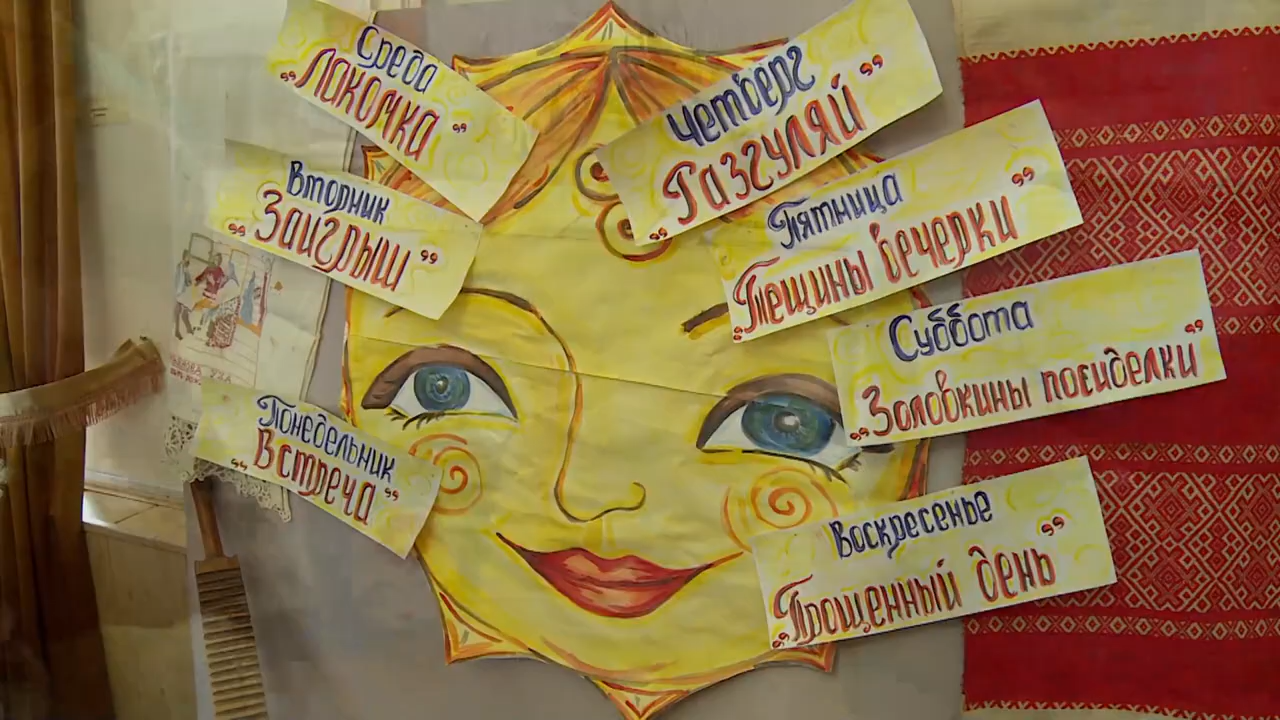 Понедельник
„Встреча”
Вторник
„Заигрыш”
Среда
„Лакомка”
Четверг
„Разгуляй”
Пятница
„Тещины вечерки”
Суббота
„Золовкины посиделки”
Воскресенье
„Прощенный день”